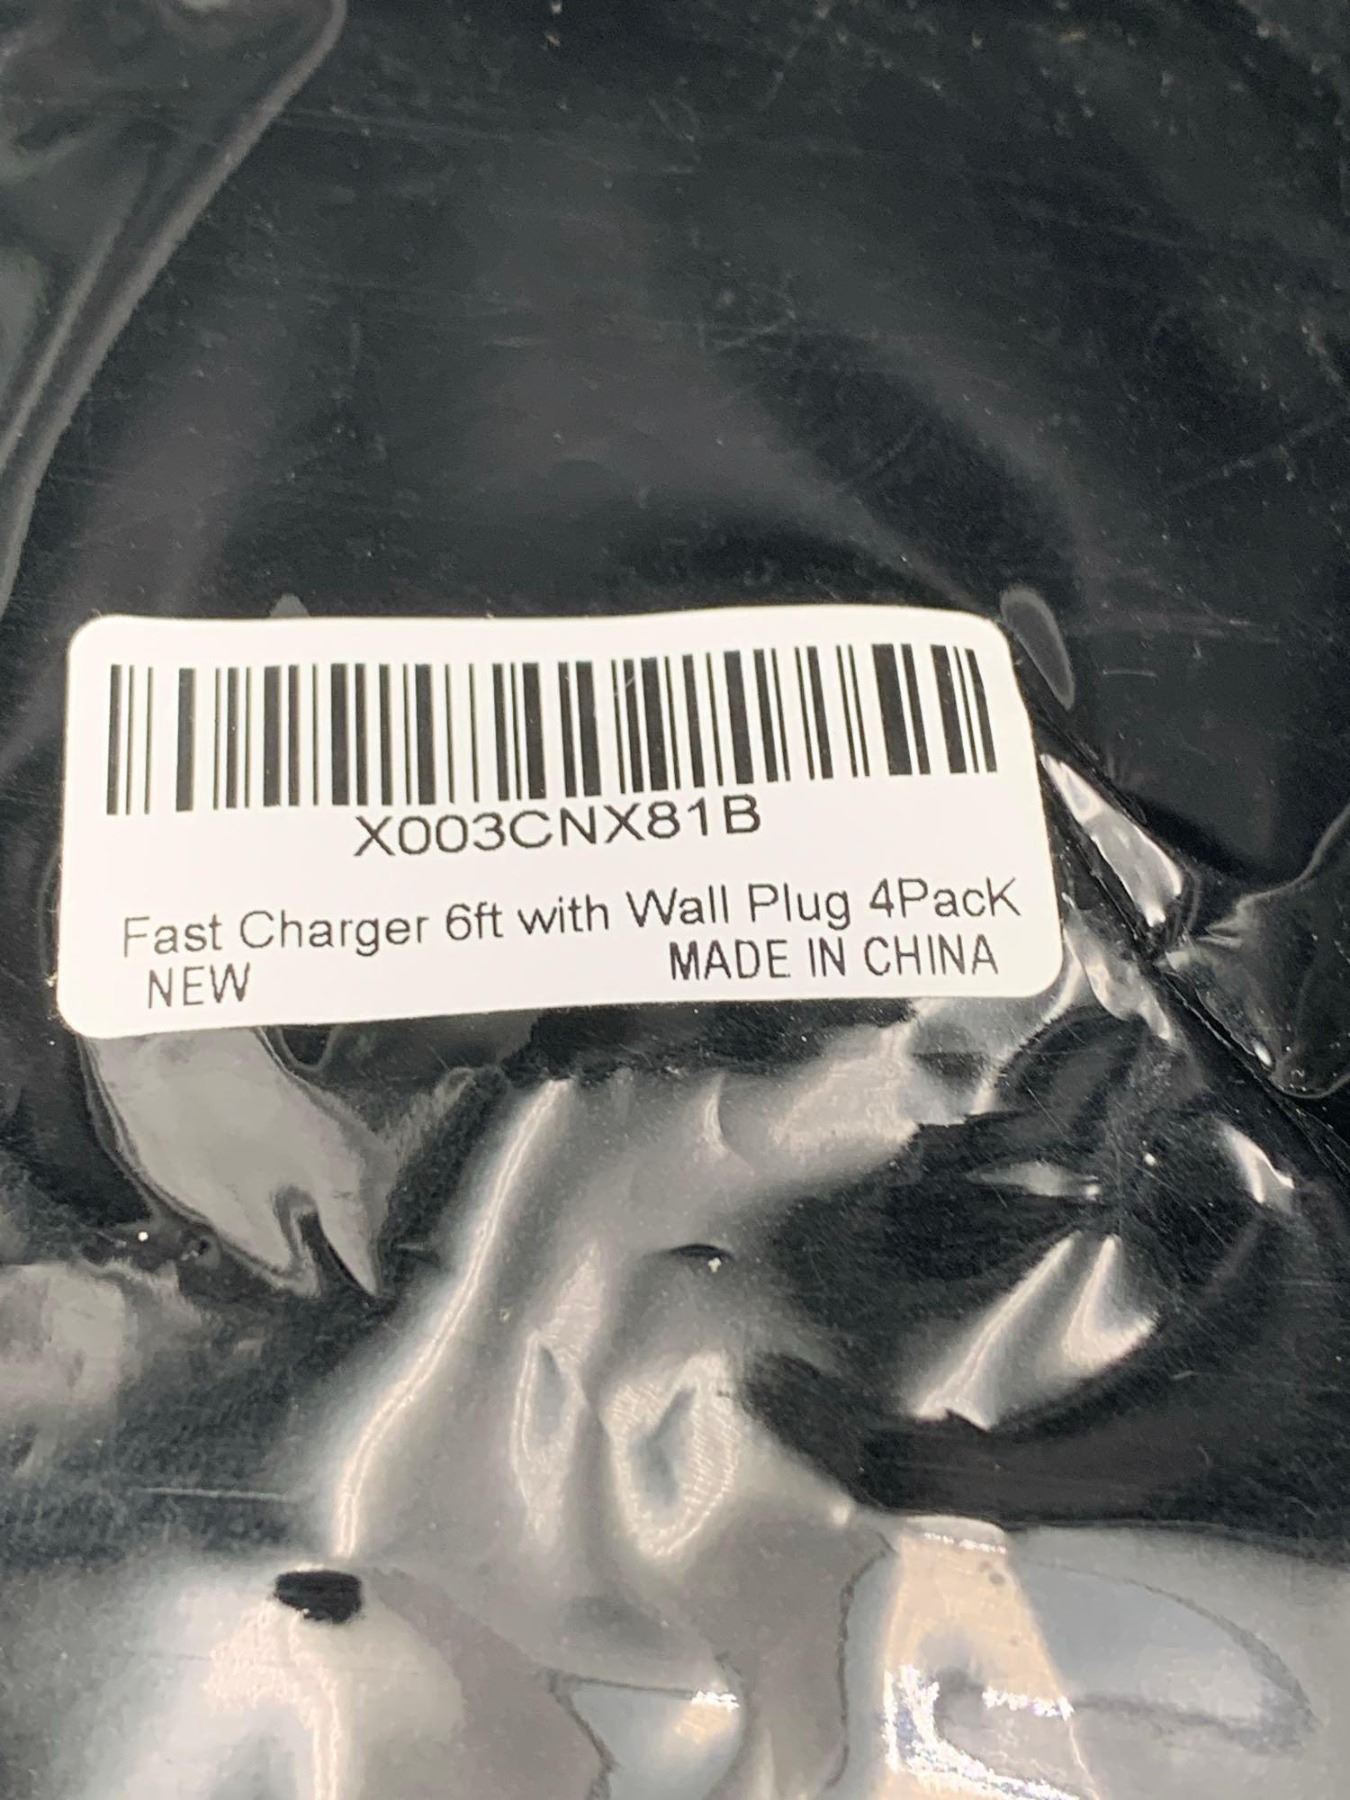 X003CNX81B
Fast Charger 6ft with Wall Plug 4PacK
NEW MADE IN CHINA